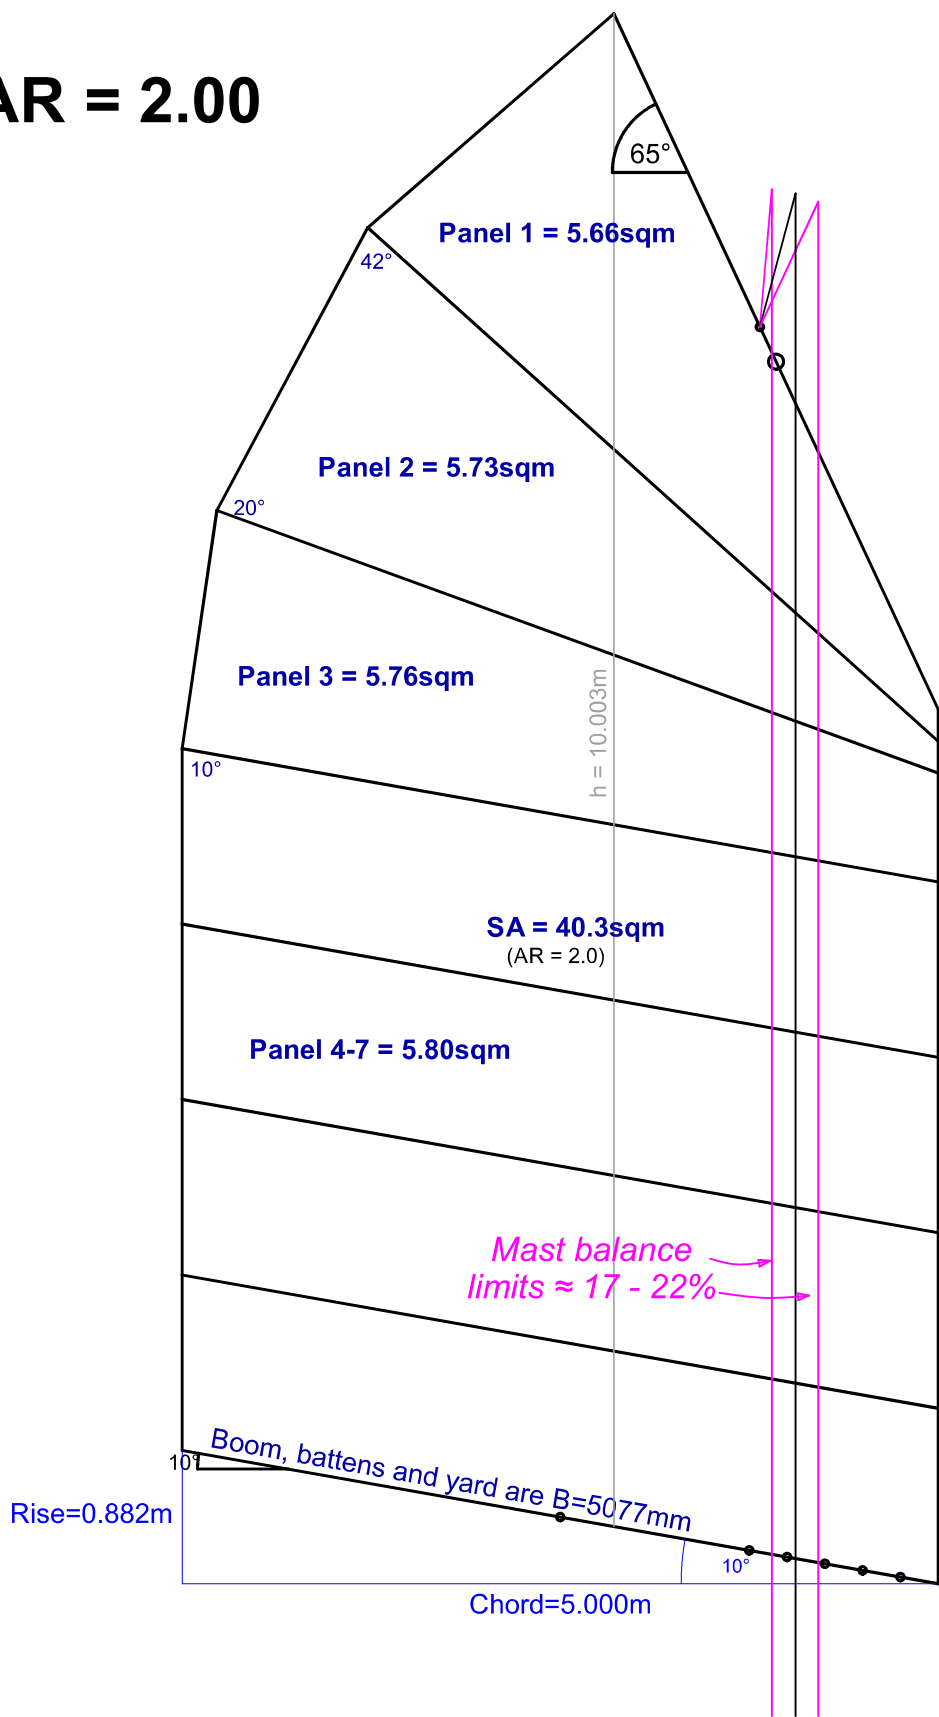 AR = 2.00
65°
Panel 1 = 5.66sqm
42°
Panel 2 = 5.73sqm
20°
Panel 3 = 5.76sqm
h = 10.003m
10°
SA = 40.3sqm
(AR = 2.0)
Panel 4-7 = 5.80sqm
Mast balance
limits ≈ 17 - 22%
Boom, battens and yard are B=5077mm
10°
Rise=0.882m
10°
Chord=5.000m